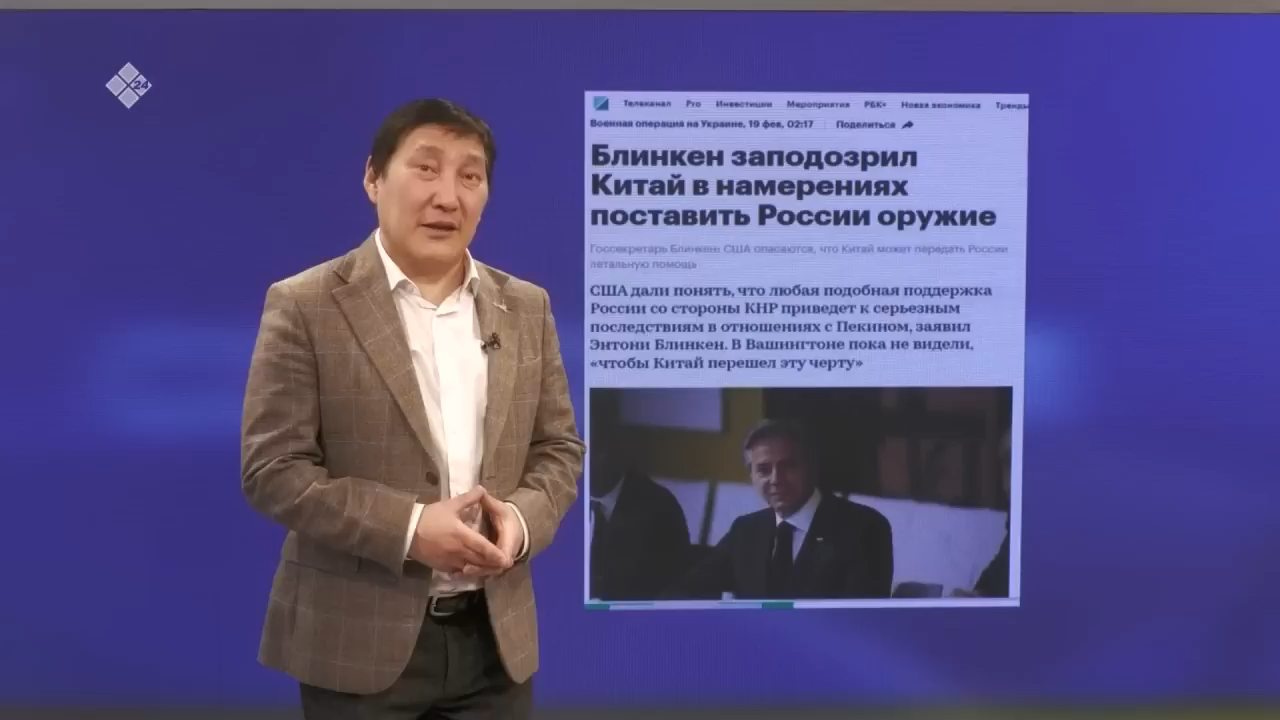 24
Телеканал Pro Инвестиции Мероприятия РБК+ Новая экономика Тренды
Военная операция на Украине, 19 фев, 02:17 Поделиться
Блинкен заподозрил
Китай в намерениях
поставить России оружие
Госсекретарь Блинкен: США опасаются, что Китай может передать России
летальную помощь
США дали понять, что любая подобная поддержка
России со стороны КНР приведет к серьезным
последствиям в отношениях с Пекином, заявил
Энтони Блинкен. В Вашингтоне пока не видели,
«чтобы Китай перешел эту черту»